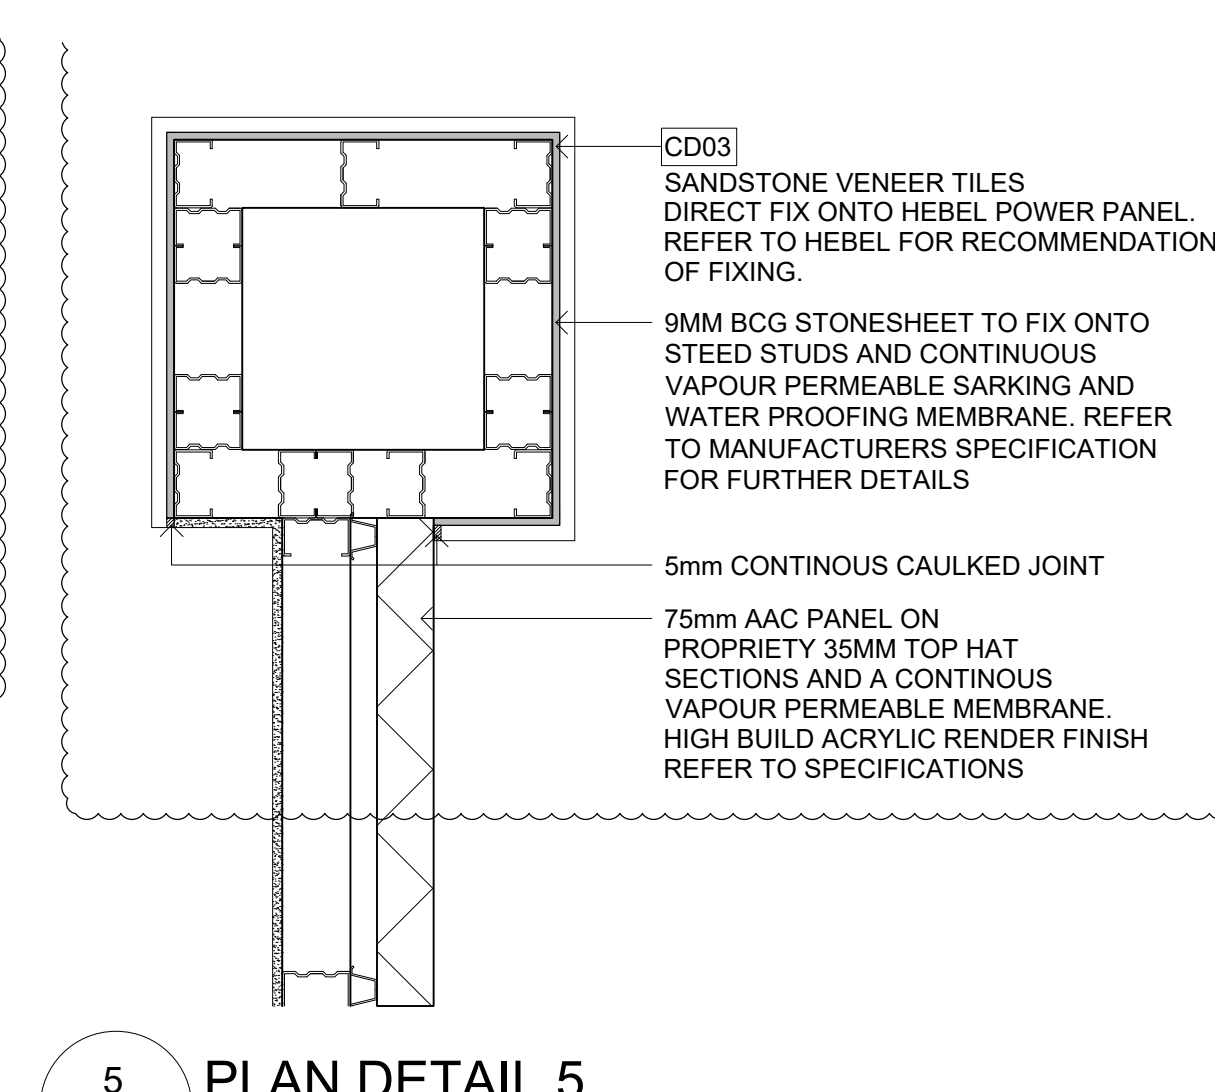 CD03
SANDSTONE VENEER TILES
DIRECT FIX ONTO HEBEL POWER PANEL.
REFER TO HEBEL FOR RECOMMENDATION
OF FIXING.
9MM BCG STONESHEET TO FIX ONTO
STEED STUDS AND CONTINUOUS
VAPOUR PERMEABLE SARKING AND
WATER PROOFING MEMBRANE. REFER
TO MANUFACTURERS SPECIFICATION
FOR FURTHER DETAILS
5mm CONTINOUS CAULKED JOINT
75mm AAC PANEL ON
PROPRIETY 35MM TOP HAT
SECTIONS AND A CONTINOUS
VAPOUR PERMEABLE MEMBRANE.
HIGH BUILD ACRYLIC RENDER FINISH
REFER TO SPECIFICATIONS
5
PLAN DETAIL 5